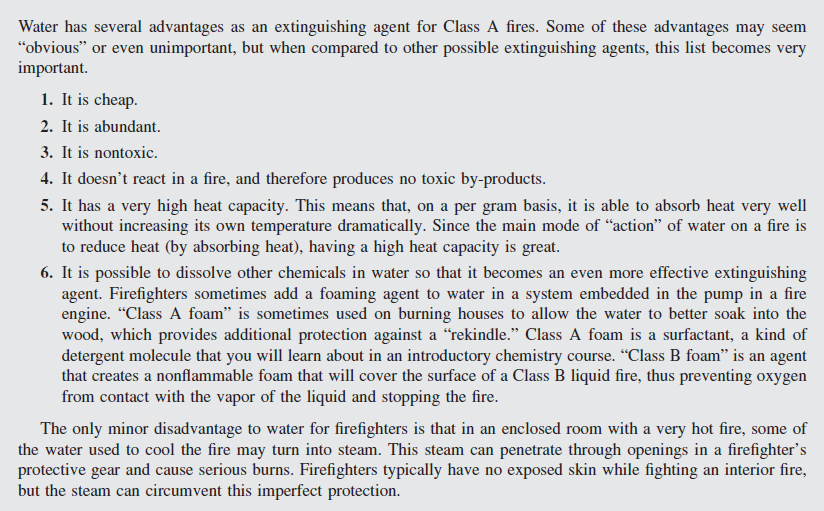 Water has several advantages as an extinguishing agent for Class A fires. Some of these advantages may seem
“obvious” or even unimportant, but when compared to other possible extinguishing agents, this list becomes very
important.
1. It is cheap.
2. It is abundant.
3. It is nontoxic.
4. It doesn’t react in a fire, and therefore produces no toxic by-products.
5. It has a very high heat capacity. This means that, on a per gram basis, it is able to absorb heat very well
without increasing its own temperature dramatically. Since the main mode of “action” of water on a fire is
to reduce heat (by absorbing heat), having a high heat capacity is great.
6. It is possible to dissolve other chemicals in water so that it becomes an even more effective extinguishing
agent. Firefighters sometimes add a foaming agent to water in a system embedded in the pump in a fire
engine. “Class A foam” is sometimes used on burning houses to allow the water to better soak into the
wood, which provides additional protection against a “rekindle.” Class A foam is a surfactant, a kind of
detergent molecule that you will learn about in an introductory chemistry course. “Class B foam” is an agent
that creates a nonflammable foam that will cover the surface of a Class B liquid fire, thus preventing oxygen
from contact with the vapor of the liquid and stopping the fire.
The only minor disadvantage to water for firefighters is that in an enclosed room with a very hot fire, some of
the water used to cool the fire may turn into steam. This steam can penetrate through openings in a firefighter’s
protective gear and cause serious burns. Firefighters typically have no exposed skin while fighting an interior fire,
but the steam can circumvent this imperfect protection.